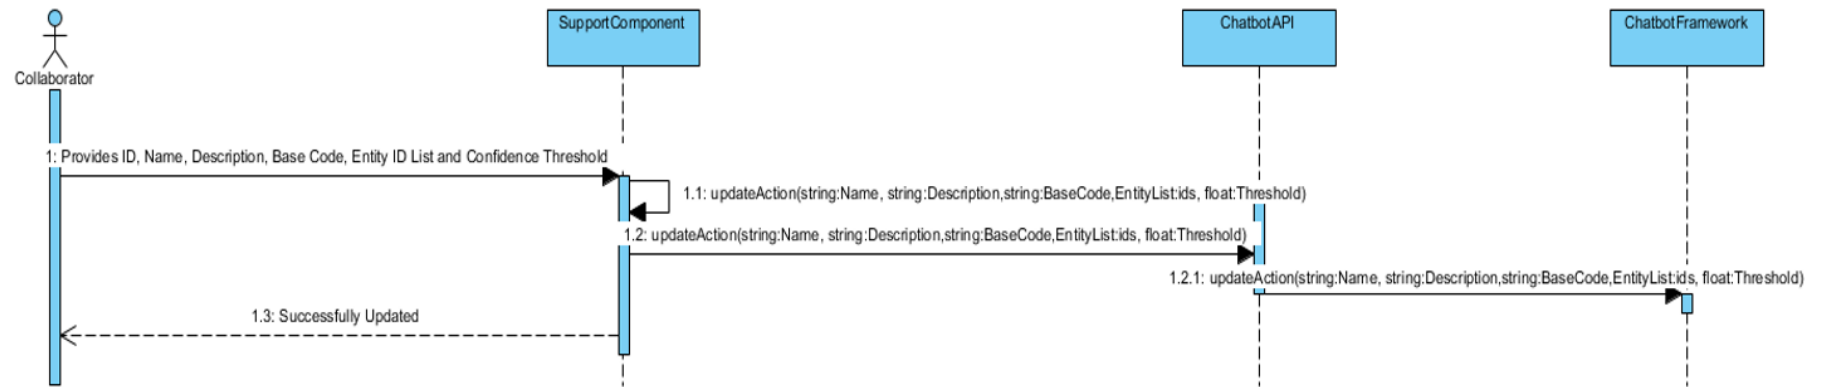 Collaborator
SupportComponent
ChatbotAPI
ChatbotFramework
1: Provides ID, Name, Description, Base Code, Entity ID List and Confidence Threshold
1.1: updateAction(string:Name, string:Description,string:BaseCode,EntityList:ids, float:Threshold)
1.2: updateAction(string:Name, string:Description,string:BaseCode,EntityList:ids, float:Threshold)
1.2.1: updateAction(string:Name, string:Description,string:BaseCode,EntityList:ids, float:Threshold)
1.3: Successfully Updated